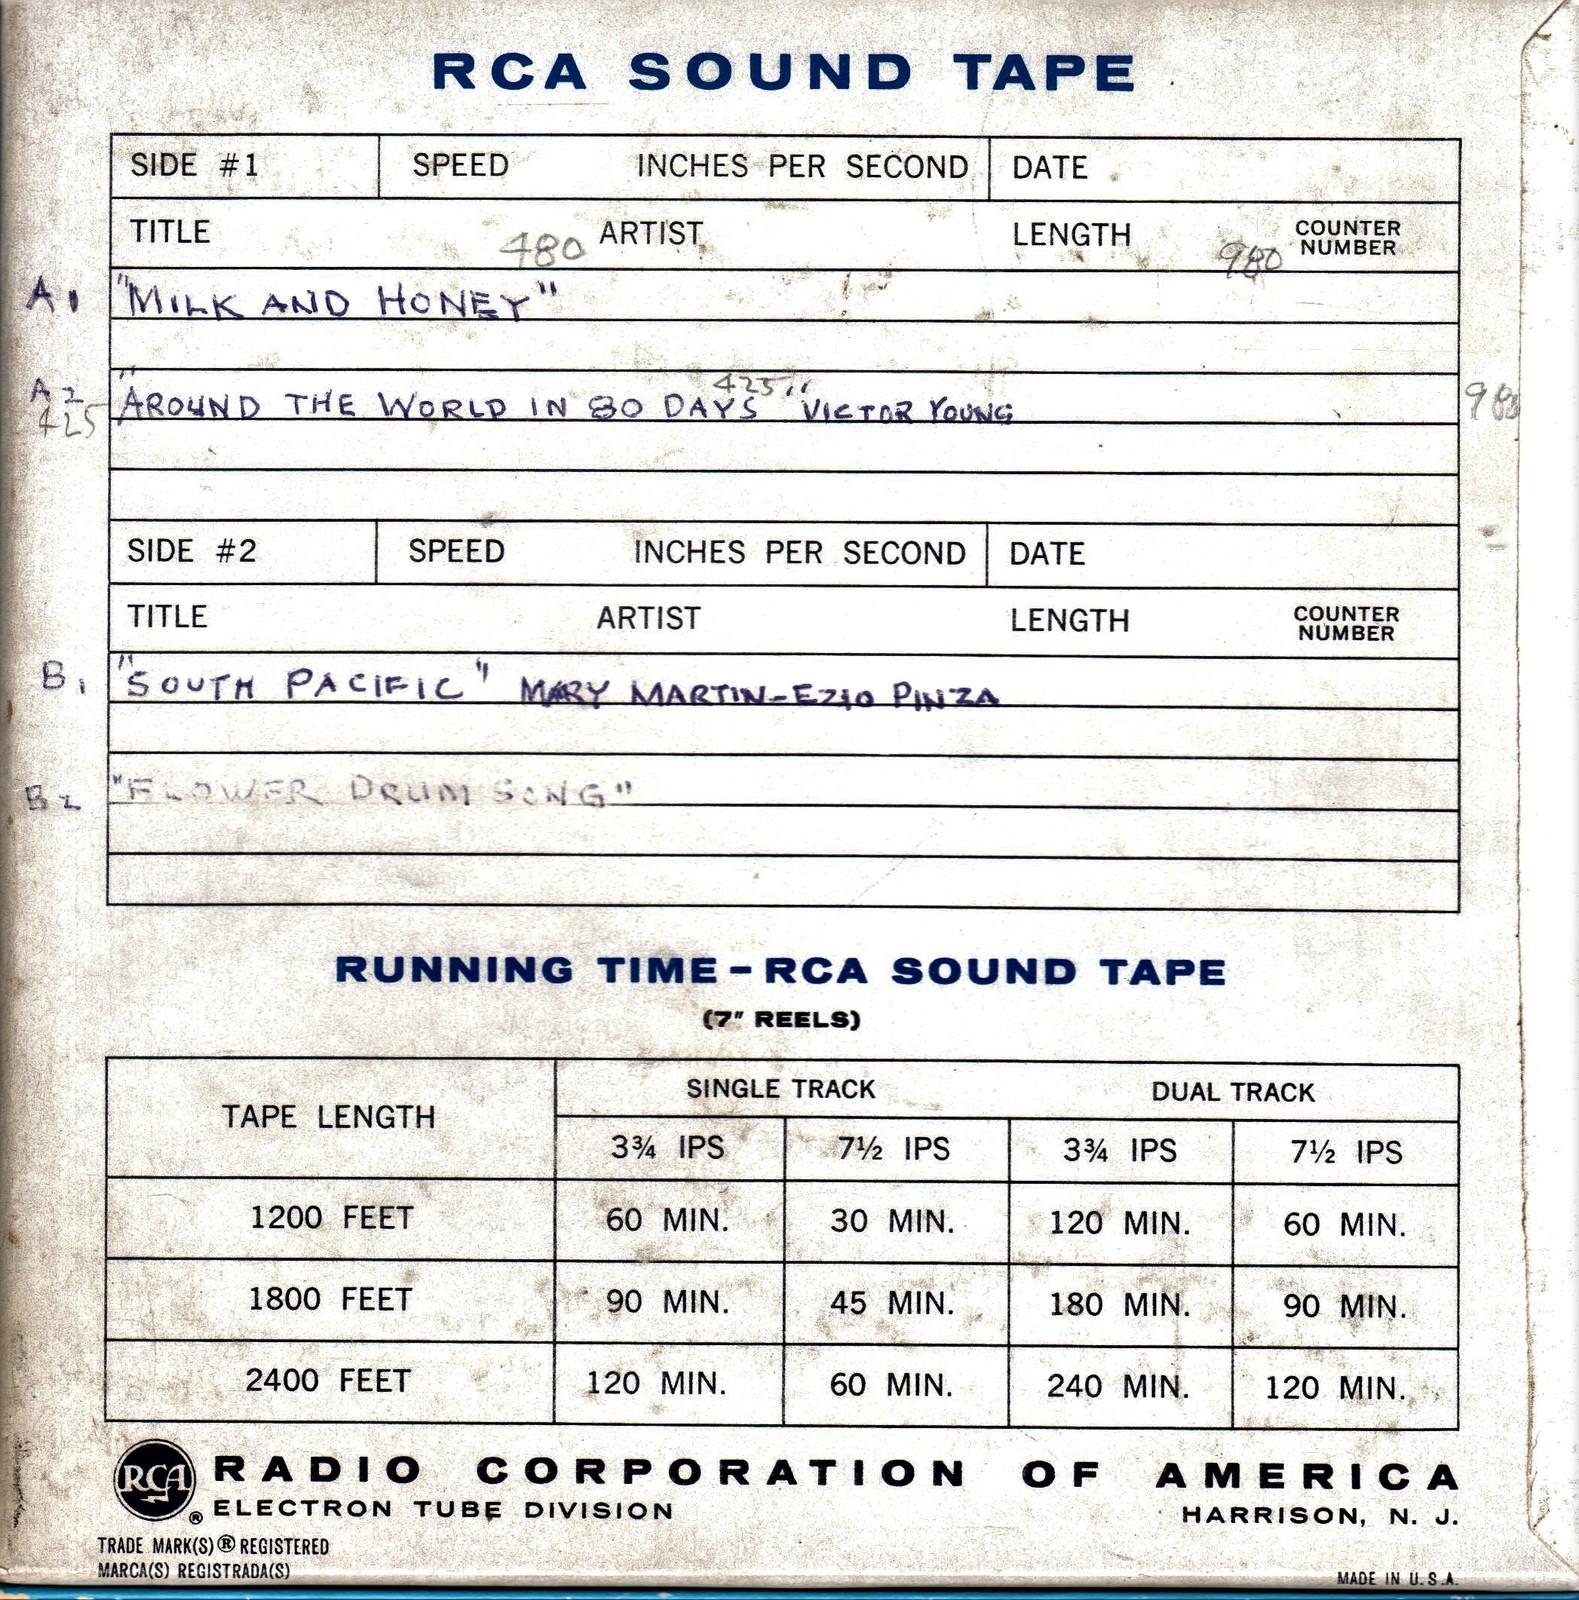 RCA SOUND TAPE
SIDE #1 SPEED INCHES PER SECOND DATE
TITLE 480 ARTIST LENGTH 980 COUNTER NUMBER
A1 "MILK AND HONEY"
A2 "AROUND THE WORLD IN 80 DAYS" 425 VICTOR YOUNG
425
SIDE #2 SPEED INCHES PER SECOND DATE
TITLE ARTIST LENGTH COUNTER NUMBER
B1 "SOUTH PACIFIC" MARY MARTIN-EZIO PINZA
B2 "FLOWER DRUM SONG"
RUNNING TIME-RCA SOUND TAPE
(7" REELS)
TAPE LENGTH SINGLE TRACK DUAL TRACK
3¾ IPS 7½ IPS 3¾ IPS 7½ IPS
1200 FEET 60 MIN. 30 MIN. 120 MIN. 60 MIN.
1800 FEET 90 MIN. 45 MIN. 180 MIN. 90 MIN.
2400 FEET 120 MIN. 60 MIN. 240 MIN. 120 MIN.
RCA ® RADIO CORPORATION OF AMERICA
ELECTRON TUBE DIVISION HARRISON, N. J.
TRADE MARK(S) ® REGISTERED
MARCA(S) REGISTRADA(S)
MADE IN U.S.A.